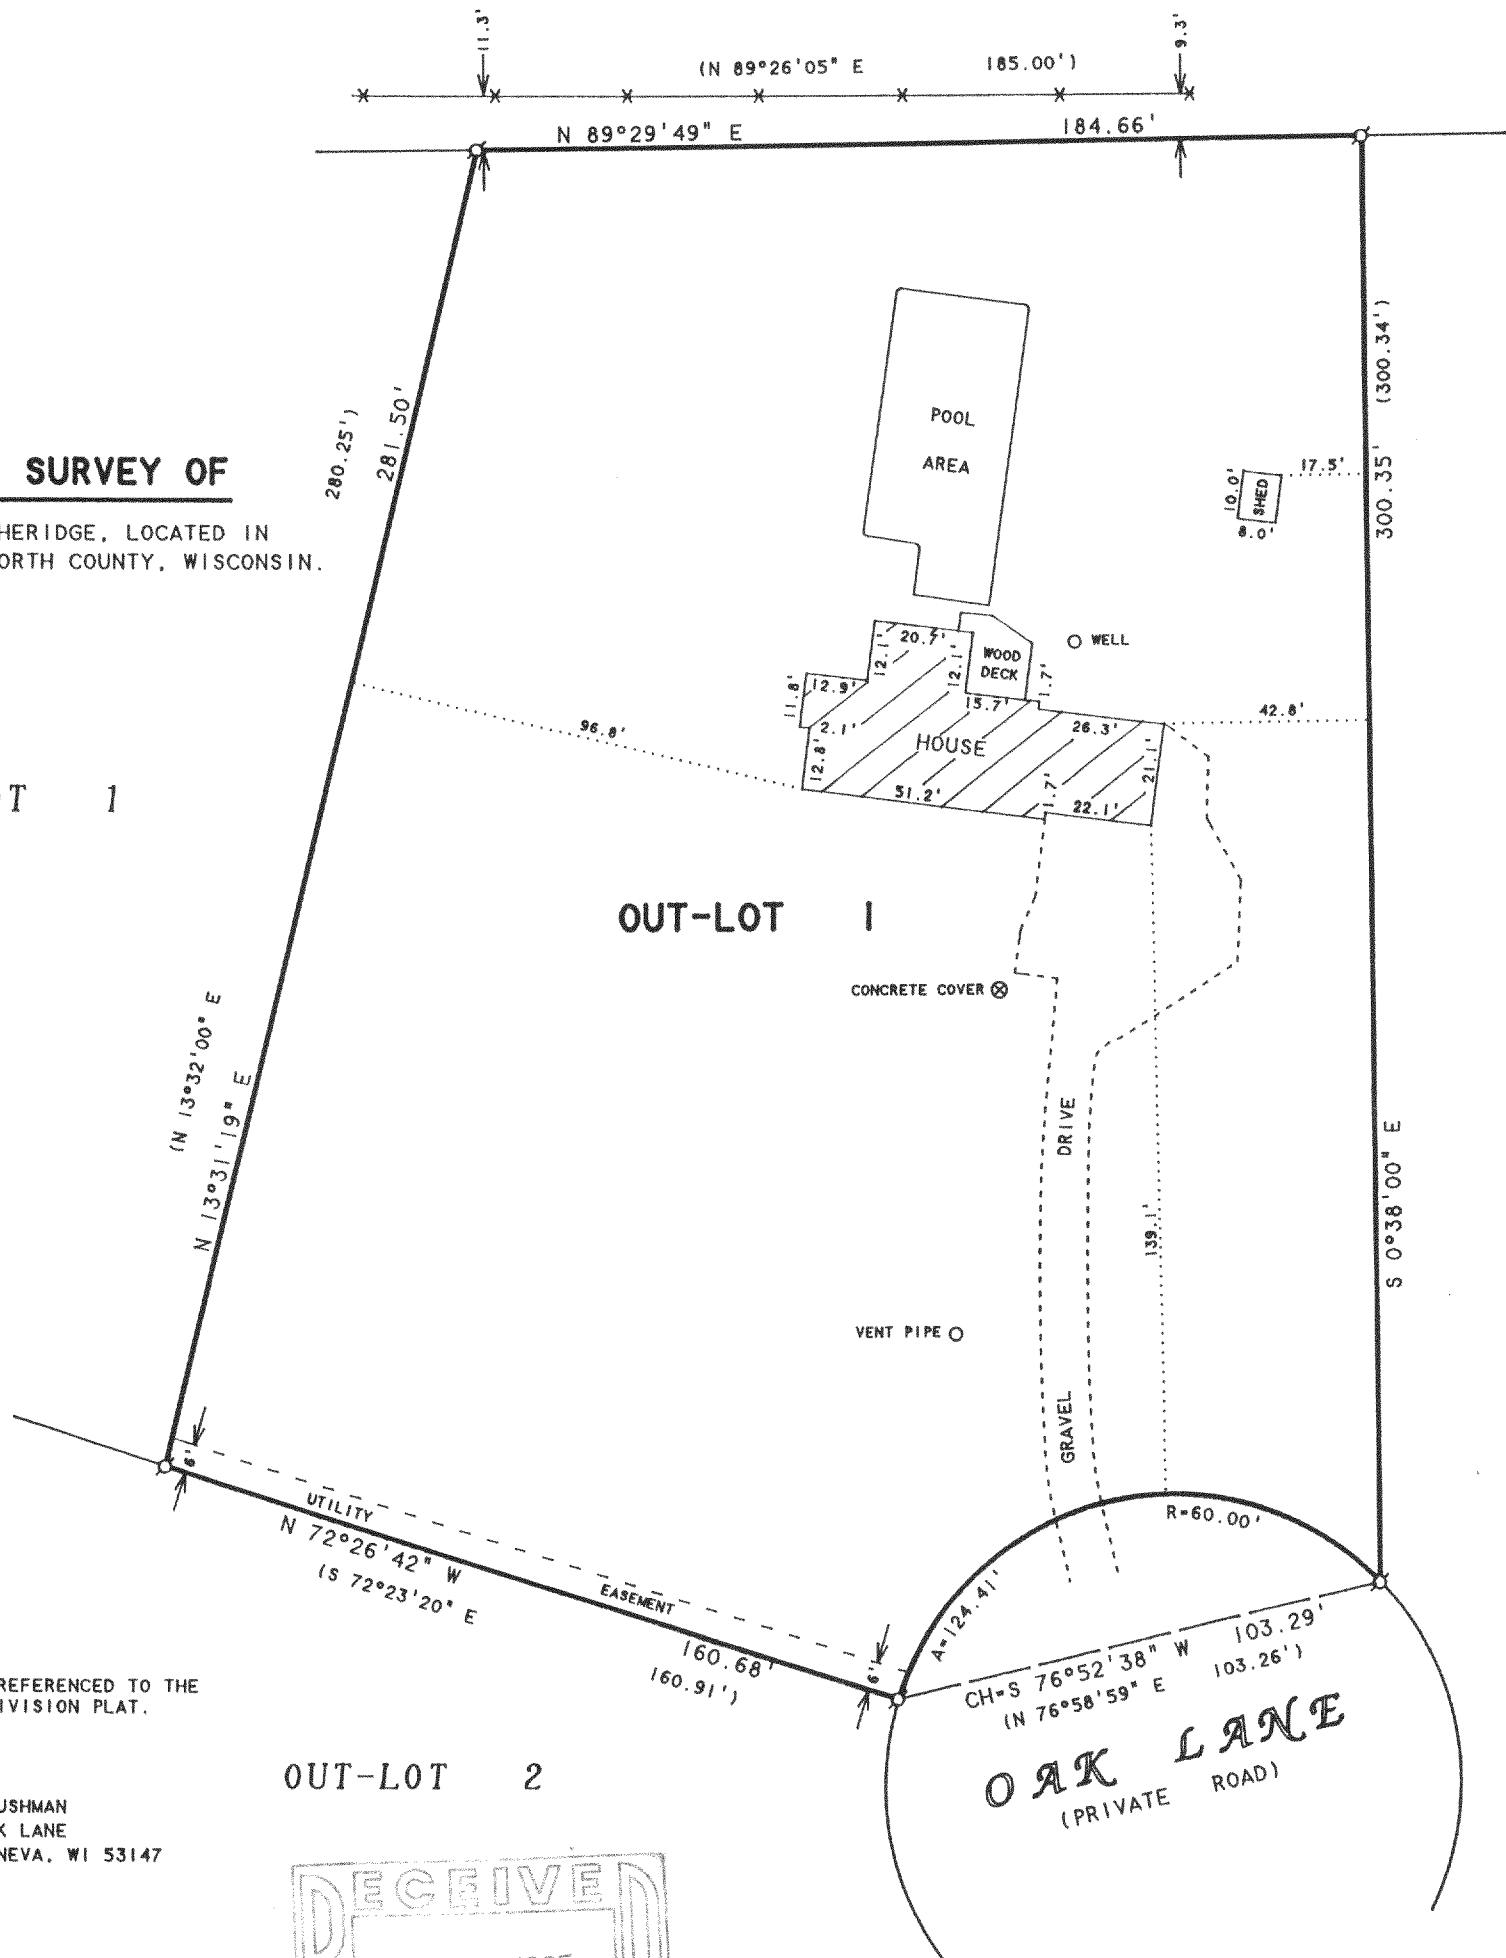 11.3'
9.3'
(N 89°26'05" E 185.00')
N 89°29'49" E 184.66'
(300.34')
300.35'
POOL
AREA
280.25')
281.50'
SURVEY OF
HERIDGE, LOCATED IN
ORTH COUNTY, WISCONSIN.
17.5'
10.0'
SHED
8.0'
WELL
20.7'
12.1'
12.1'
WOOD
DECK
1.7'
12.9'
11.8'
15.7'
2.1'
26.3'
42.8'
96.8'
HOUSE
12.8'
21.1'
51.2'
1.7'
22.1'
T 1
OUT-LOT 1
CONCRETE COVER
(N 13°32'00" E
N 13°31'19" E
DRIVE
S 0°38'00" E
139.1'
VENT PIPE
GRAVEL
6'
UTILITY
EASEMENT
N 72°26'42" W
160.68'
(S 72°23'20" E
160.91')
6'
R=60.00'
A=124.41'
CH=S 76°52'38" W 103.29'
(N 76°58'59" E 103.26')
OAK LANE
(PRIVATE ROAD)
REFERENCED TO THE
IVISION PLAT.
OUT-LOT 2
USHMAN
K LANE
NEVA, WI 53147
ECEIVE